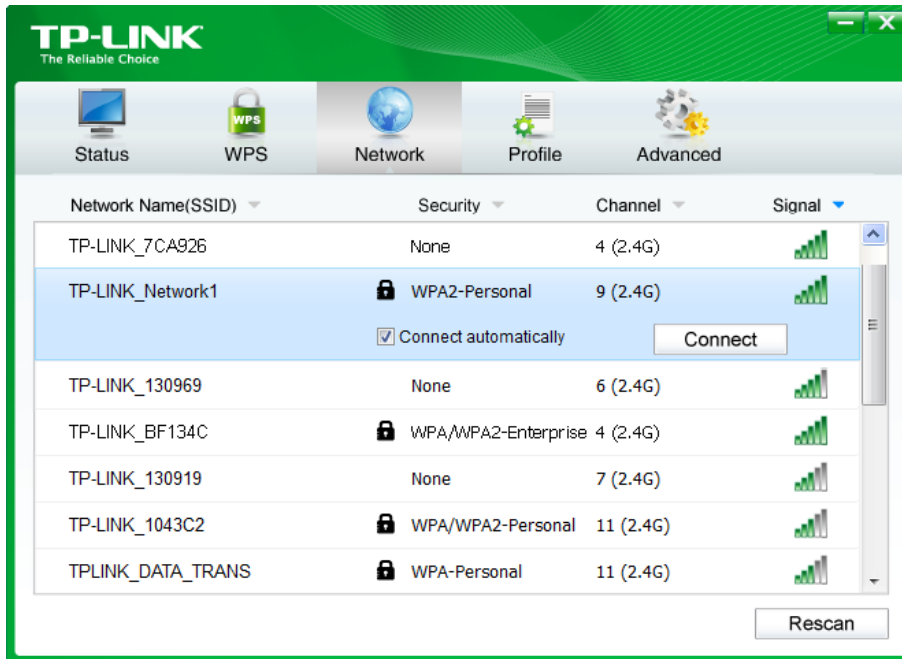 TP-LINK
The Reliable Choice
WPS
Status WPS Network Profile Advanced
Network Name(SSID) Security Channel Signal
TP-LINK_7CA926 None 4 (2.4G)
TP-LINK_Network1 WPA2-Personal 9 (2.4G)
Connect automatically Connect
TP-LINK_130969 None 6 (2.4G)
TP-LINK_BF134C WPA/WPA2-Enterprise 4 (2.4G)
TP-LINK_130919 None 7 (2.4G)
TP-LINK_1043C2 WPA/WPA2-Personal 11 (2.4G)
TPLINK_DATA_TRANS WPA-Personal 11 (2.4G)
Rescan